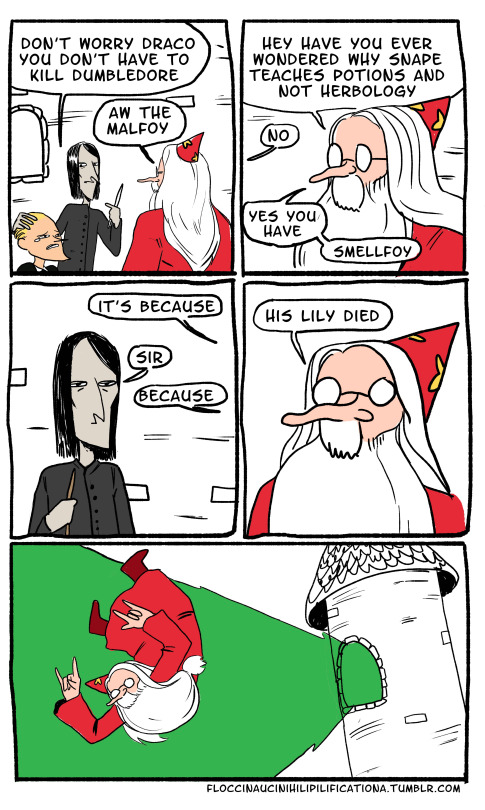 DON'T WORRY DRACO
YOU DON'T HAVE TO
KILL DUMBLEDORE
AW THE
MALFOY
HEY HAVE YOU EVER
WONDERED WHY SNAPE
TEACHES POTIONS AND
NOT HERBOLOGY
NO
YES YOU
HAVE
SMELLFOY
IT'S BECAUSE
SIR
BECAUSE
HIS LILY DIED
FLOCCINAUCINIHILIPILIFICATIONA.TUMBLR.COM